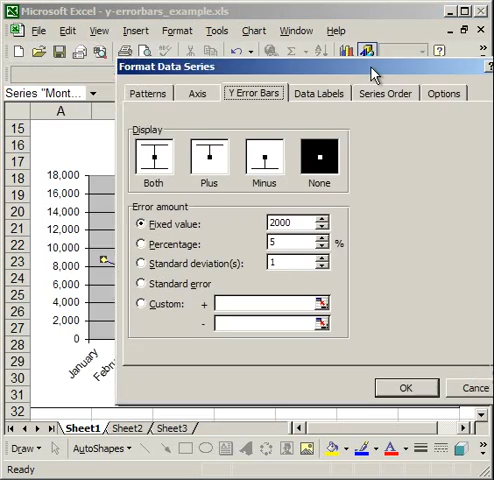 Microsoft Excel - y-errorbars_example.xls
File Edit View Insert Format Tools Chart Window Help
Format Data Series ?
Series "Mont...
Patterns Axis Y Error Bars Data Labels Series Order Options
A
15
16
17
18
19
20
21
22
23
24
25
26
27
28
29
30
31
32
18,000
16,000
14,000
12,000
10,000
8,000
6,000
4,000
2,000
0
January
Febru
Display
Both Plus Minus None
Error amount
Fixed value: 2000
Percentage: 5 %
Standard deviation(s): 1
Standard error
Custom: +
-
OK Cance
Sheet1 Sheet2 Sheet3
Draw AutoShapes A
Ready